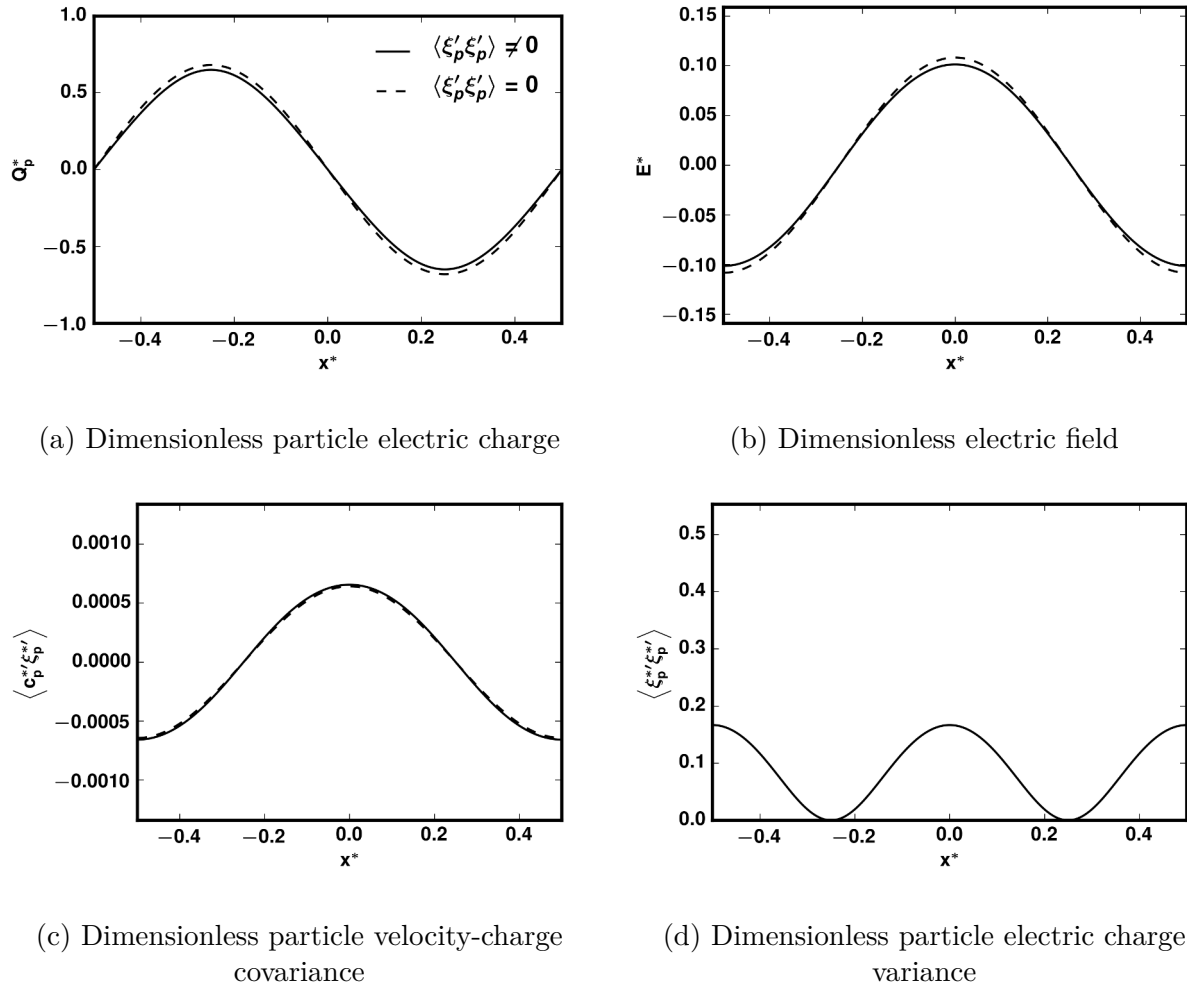 1.0
0.5
0.0
−0.5
−1.0
Q*p
⟨ξ′pξ′p⟩ ≠ 0
⟨ξ′pξ′p⟩ = 0
−0.4 −0.2 0.0 0.2 0.4
x*
(a) Dimensionless particle electric charge
0.15
0.10
0.05
0.00
−0.05
−0.10
−0.15
E*
−0.4 −0.2 0.0 0.2 0.4
x*
(b) Dimensionless electric field
0.0010
0.0005
0.0000
−0.0005
−0.0010
⟨c*′pξ*′p⟩
−0.4 −0.2 0.0 0.2 0.4
x*
(c) Dimensionless particle velocity-charge
covariance
0.5
0.4
0.3
0.2
0.1
0.0
⟨ξ*′pξ*′p⟩
−0.4 −0.2 0.0 0.2 0.4
x*
(d) Dimensionless particle electric charge
variance